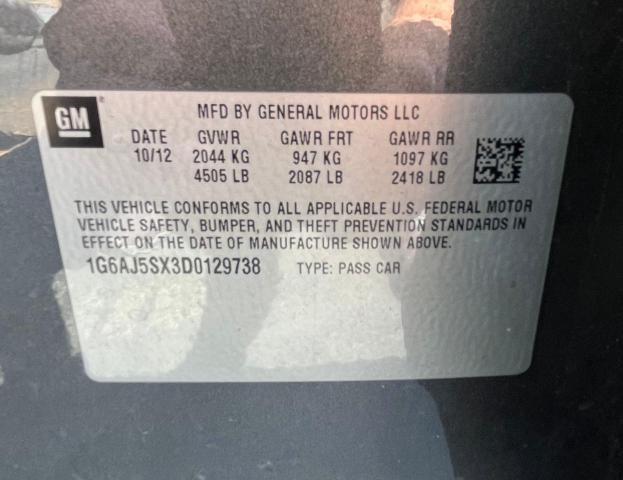 GM ®
MFD BY GENERAL MOTORS LLC
DATE GVWR GAWR FRT GAWR RR
10/12 2044 KG 947 KG 1097 KG
4505 LB 2087 LB 2418 LB
THIS VEHICLE CONFORMS TO ALL APPLICABLE U.S. FEDERAL MOTOR
VEHICLE SAFETY, BUMPER, AND THEFT PREVENTION STANDARDS IN
EFFECT ON THE DATE OF MANUFACTURE SHOWN ABOVE.
1G6AJ5SX3D0129738 TYPE: PASS CAR